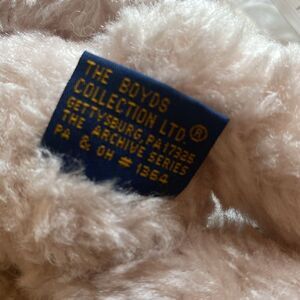 THE BOYDS
COLLECTION LTD.®
GETTYSBURG, PA 17325
THE ARCHIVE SERIES
PA & OH # 1364